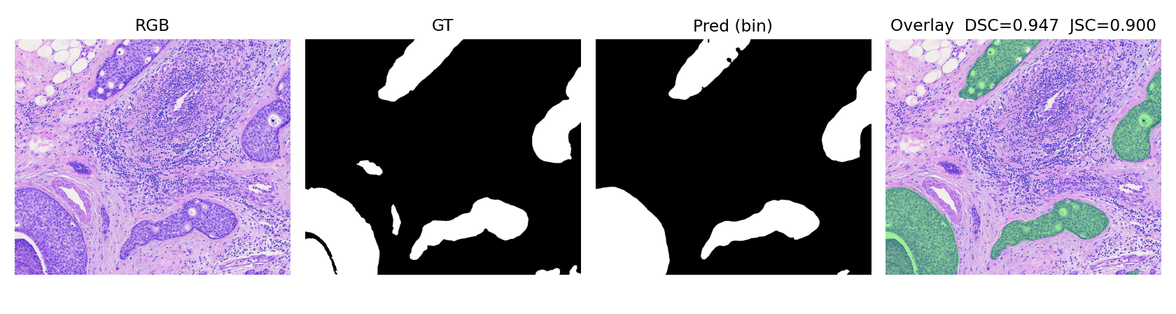 RGB
GT
Pred (bin)
Overlay  DSC=0.947  JSC=0.900